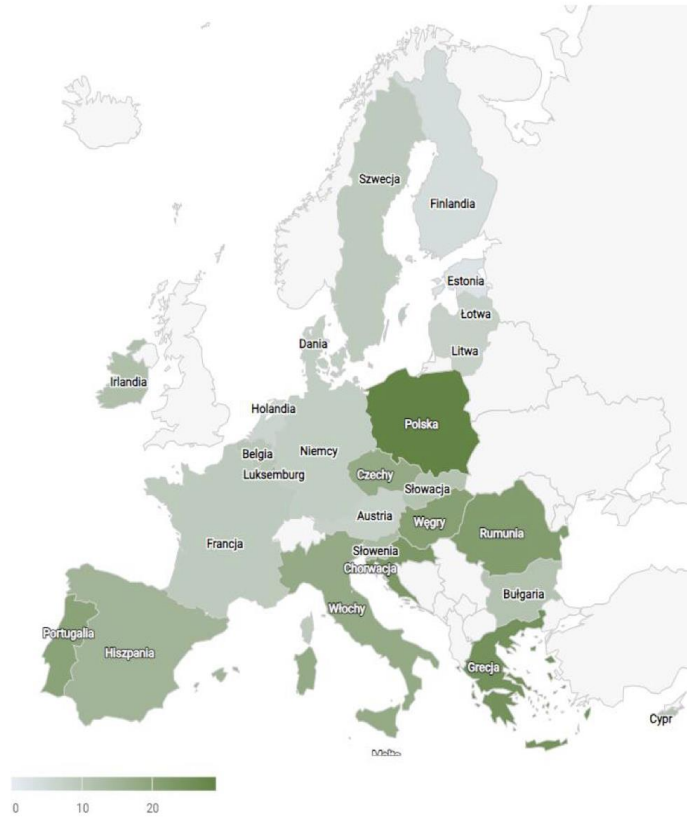 Szwecja
Finlandia
Estonia
Łotwa
Dania
Litwa
Irlandia
Holandia
Polska
Belgia
Niemcy
Luksemburg
Czechy
Słowacja
Austria
Węgry
Rumunia
Francja
Słowenia
Chorwacja
Bułgaria
Włochy
Portugalia
Hiszpania
Grecja
Cypr
0 10 20